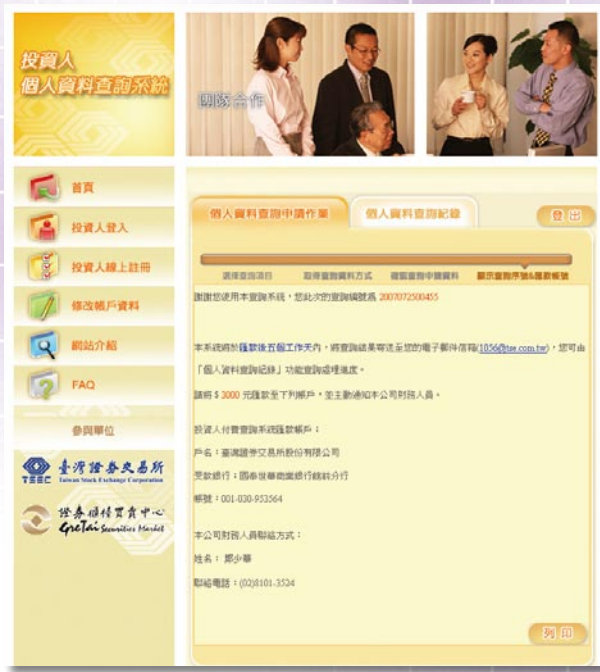 投資人
個人資料查詢系統
團隊合作
首頁
投資人登入
投資人線上註冊
修改帳戶資料
網站介紹
FAQ
參與單位
臺灣證券交易所
TSEC Taiwan Stock Exchange Corporation
證券櫃檯買賣中心
GreTai Securities Market
個人資料查詢申請作業
個人資料查詢紀錄
登出
選擇查詢項目 取得查詢資料方式 確認查詢申請資料 顯示查詢序號&匯款帳號
謝謝您使用本查詢系統，您此次的查詢編號為 2007072500455
本系統將於匯款後五個工作天內，將查詢結果寄送至您的電子郵件信箱(1056@tse.com.tw)，您可由
「個人資料查詢紀錄」功能查詢處理進度。
請將 $ 3000 元匯款至下列帳戶，並主動通知本公司財務人員。
投資人付費查詢系統匯款帳戶：
戶名：臺灣證券交易所股份有限公司
受款銀行：國泰世華商業銀行館前分行
帳號：001-030-953564
本公司財務人員聯絡方式：
姓名： 鄭少華
聯絡電話：(02)8101-3524
列印